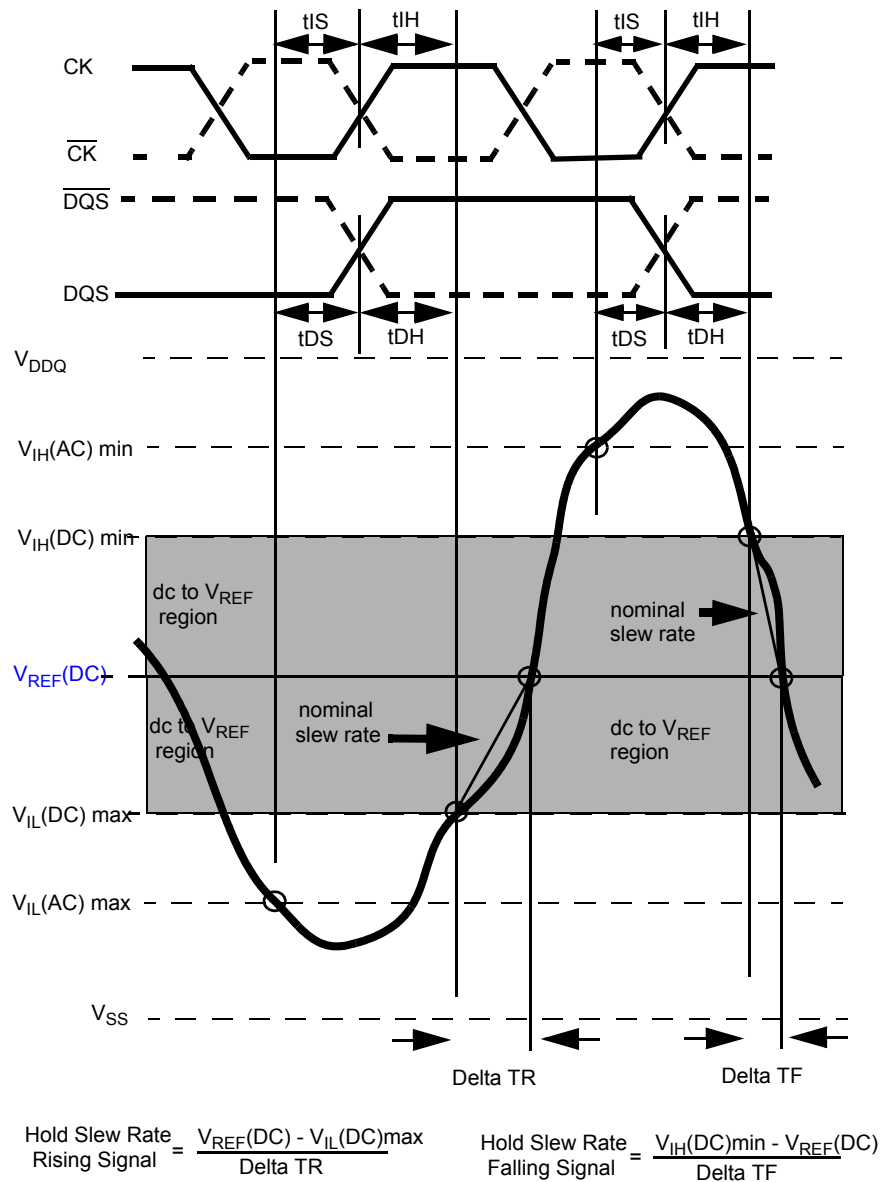 tIS tIH tIS tIH
CK
CK
DQS
DQS
tDS tDH tDS tDH
VDDQ
VIH(AC) min
VIH(DC) min
dc to VREF
region
nominal
slew rate
VREF(DC)
dc to VREF
region
nominal
slew rate
dc to VREF
region
VIL(DC) max
VIL(AC) max
VSS
Delta TR
Delta TF
Hold Slew Rate
Rising Signal
=
VREF(DC) - VIL(DC)max
Delta TR
Hold Slew Rate
Falling Signal
=
VIH(DC)min - VREF(DC)
Delta TF